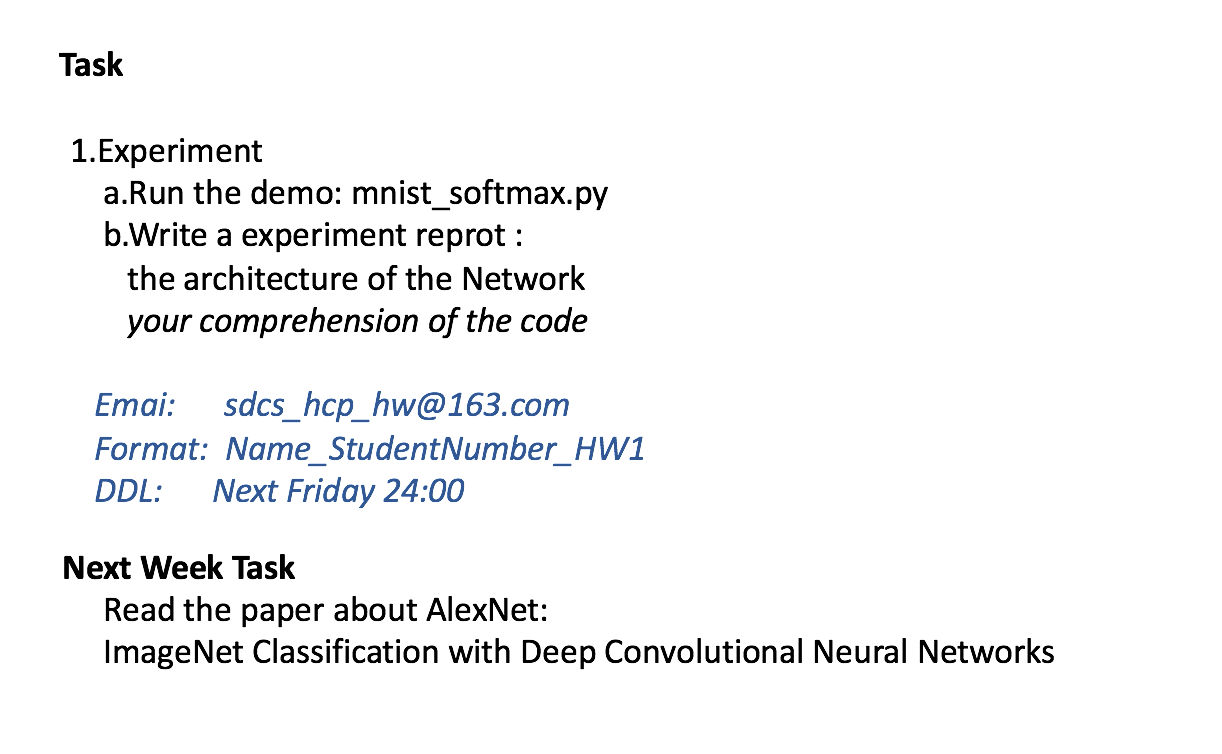 Task
1.Experiment
a.Run the demo: mnist_softmax.py
b.Write a experiment reprot :
the architecture of the Network
your comprehension of the code
Emai: sdcs_hcp_hw@163.com
Format: Name_StudentNumber_HW1
DDL: Next Friday 24:00
Next Week Task
Read the paper about AlexNet:
ImageNet Classification with Deep Convolutional Neural Networks